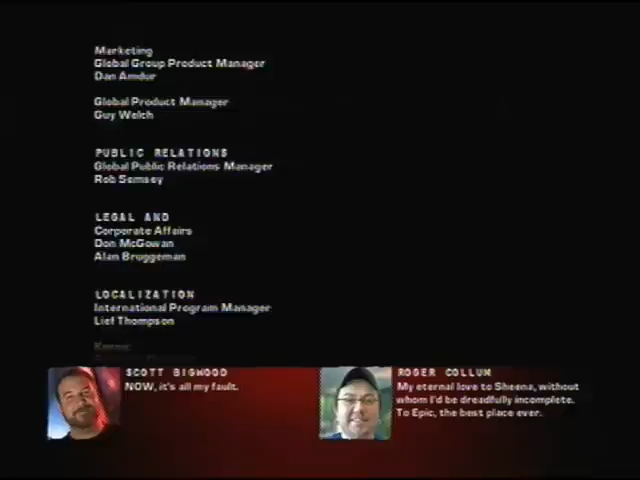 Marketing
Global Group Product Manager
Dan Amdur
Global Product Manager
Guy Welch
PUBLIC RELATIONS
Global Public Relations Manager
Rob Semsey
LEGAL AND
Corporate Affairs
Don McGowan
Alan Bruggeman
LOCALIZATION
International Program Manager
Lief Thompson
SCOTT BIGWOOD
NOW, it's all my fault.
ROGER COLLUM
My eternal love to Sheena, without
whom I'd be dreadfully incomplete.
To Epic, the best place ever.